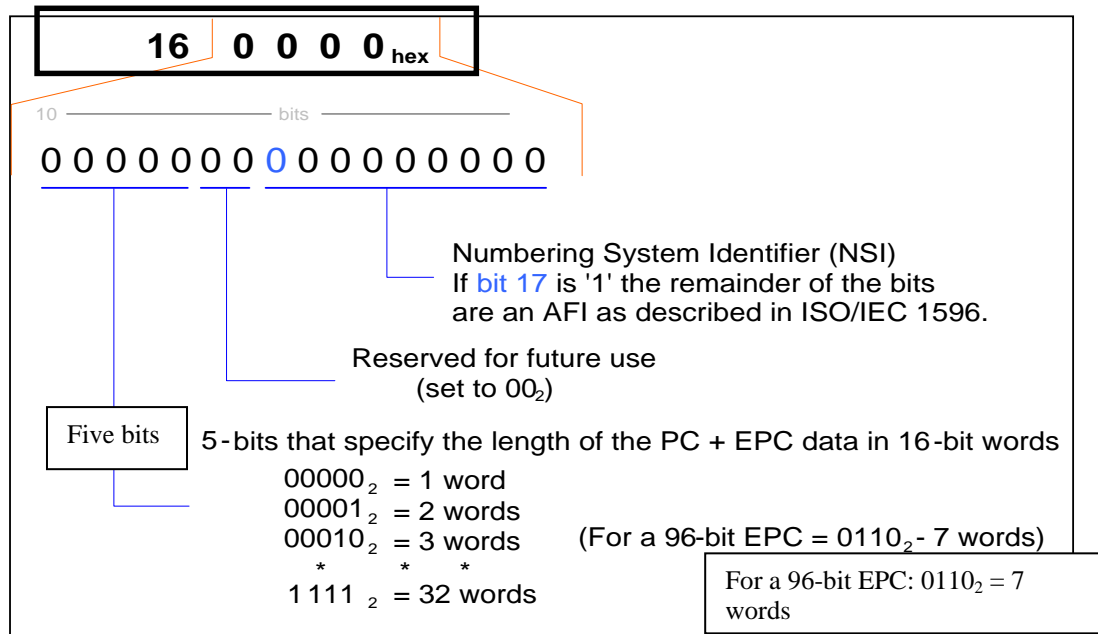 16 0 0 0 0 hex
10 bits
0 0 0 0 0 0 0 0 0 0 0 0 0 0 0 0
Numbering System Identifier (NSI)
If bit 17 is '1' the remainder of the bits
are an AFI as described in ISO/IEC 1596.
Reserved for future use
(set to 00₂)
Five bits
5-bits that specify the length of the PC + EPC data in 16-bit words
00000₂ = 1 word
00001₂ = 2 words
00010₂ = 3 words (For a 96-bit EPC = 0110₂- 7 words)
* * *
1 111 ₂ = 32 words
For a 96-bit EPC: 0110₂ = 7
words